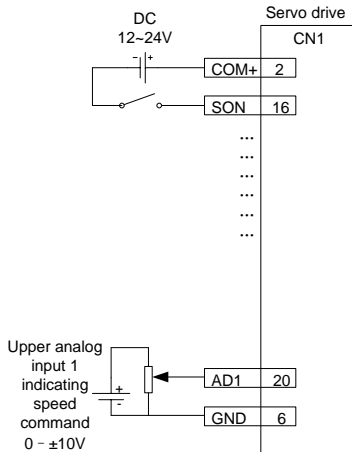 Servo drive
DC
12~24V
CN1
- +
COM+ 2
SON 16
...
...
...
...
...
...
Upper analog
input 1
indicating
speed
command
0 - ±10V
+
-
AD1 20
GND 6